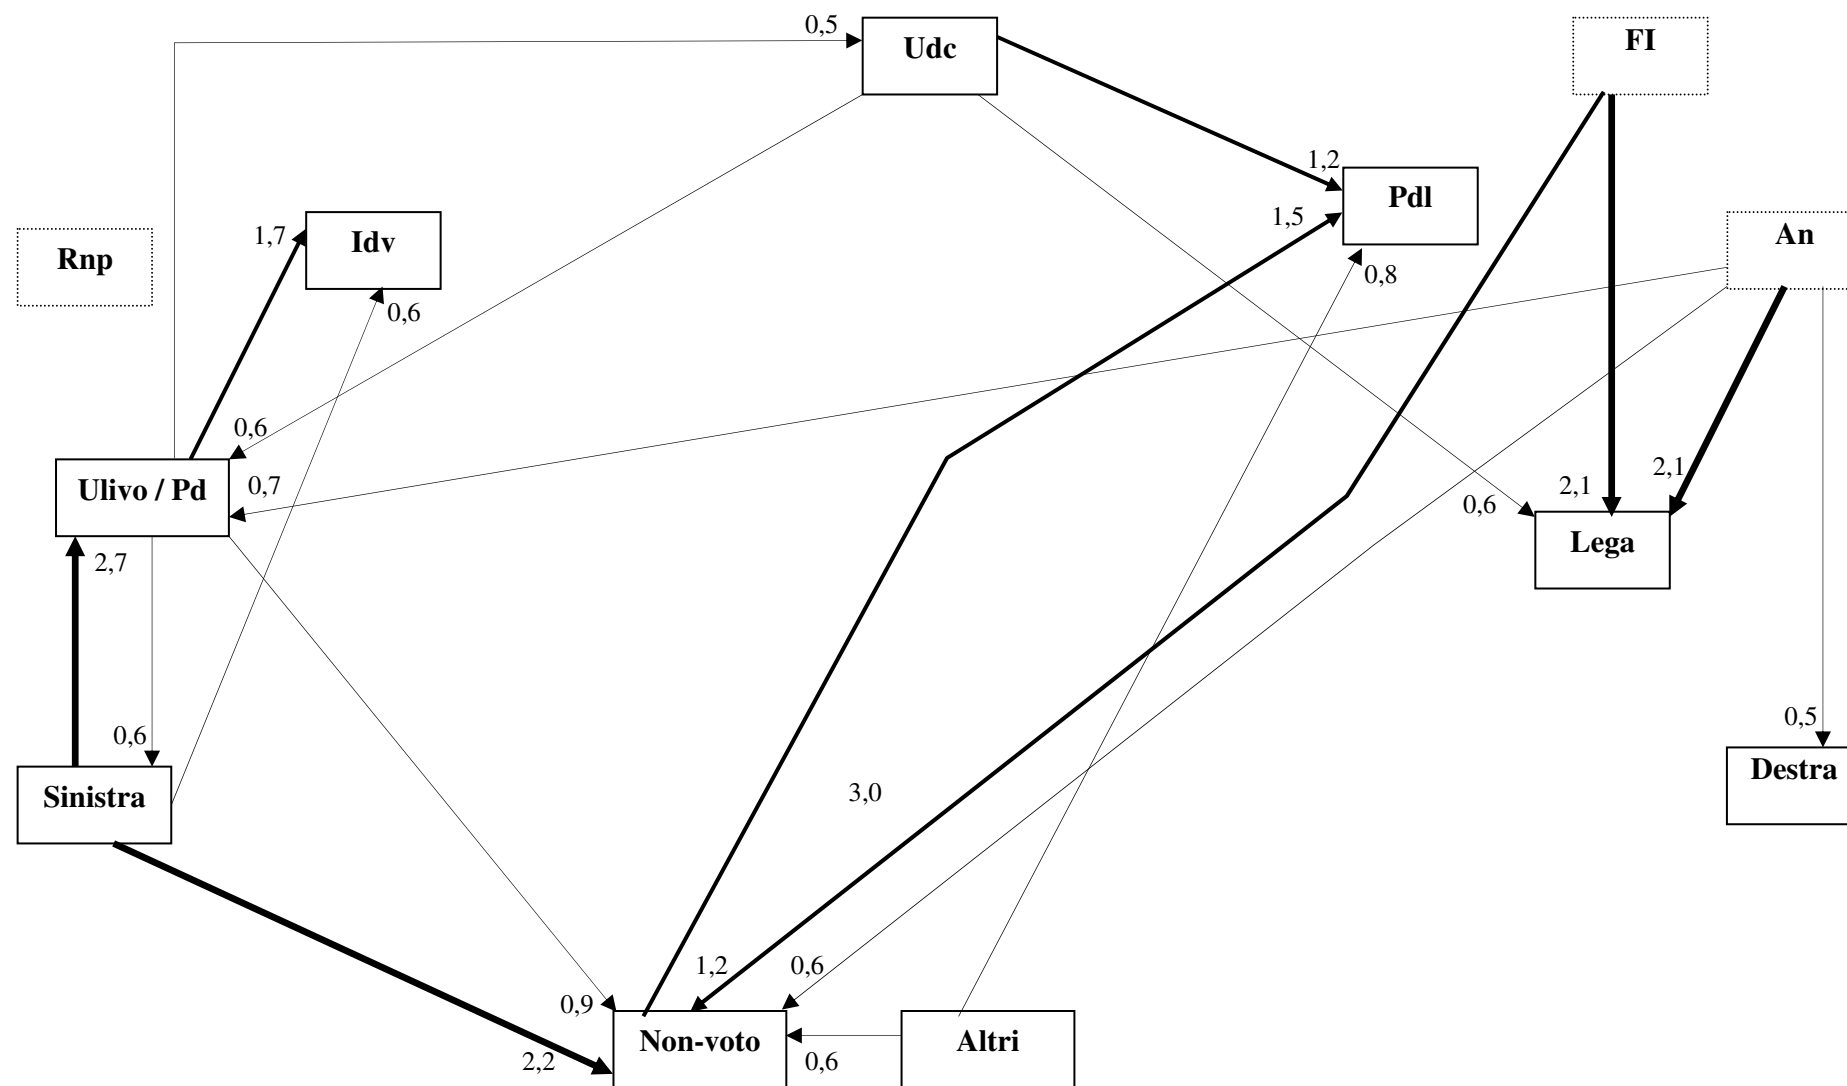 0,5
Udc
FI
1,2
Pdl
1,5
1,7
Idv
An
Rnp
0,8
0,6
0,6
Ulivo / Pd
0,7
2,1
2,1
0,6
Lega
2,7
0,6
0,5
Sinistra
3,0
Destra
1,2
0,6
0,9
Non-voto
Altri
2,2
0,6